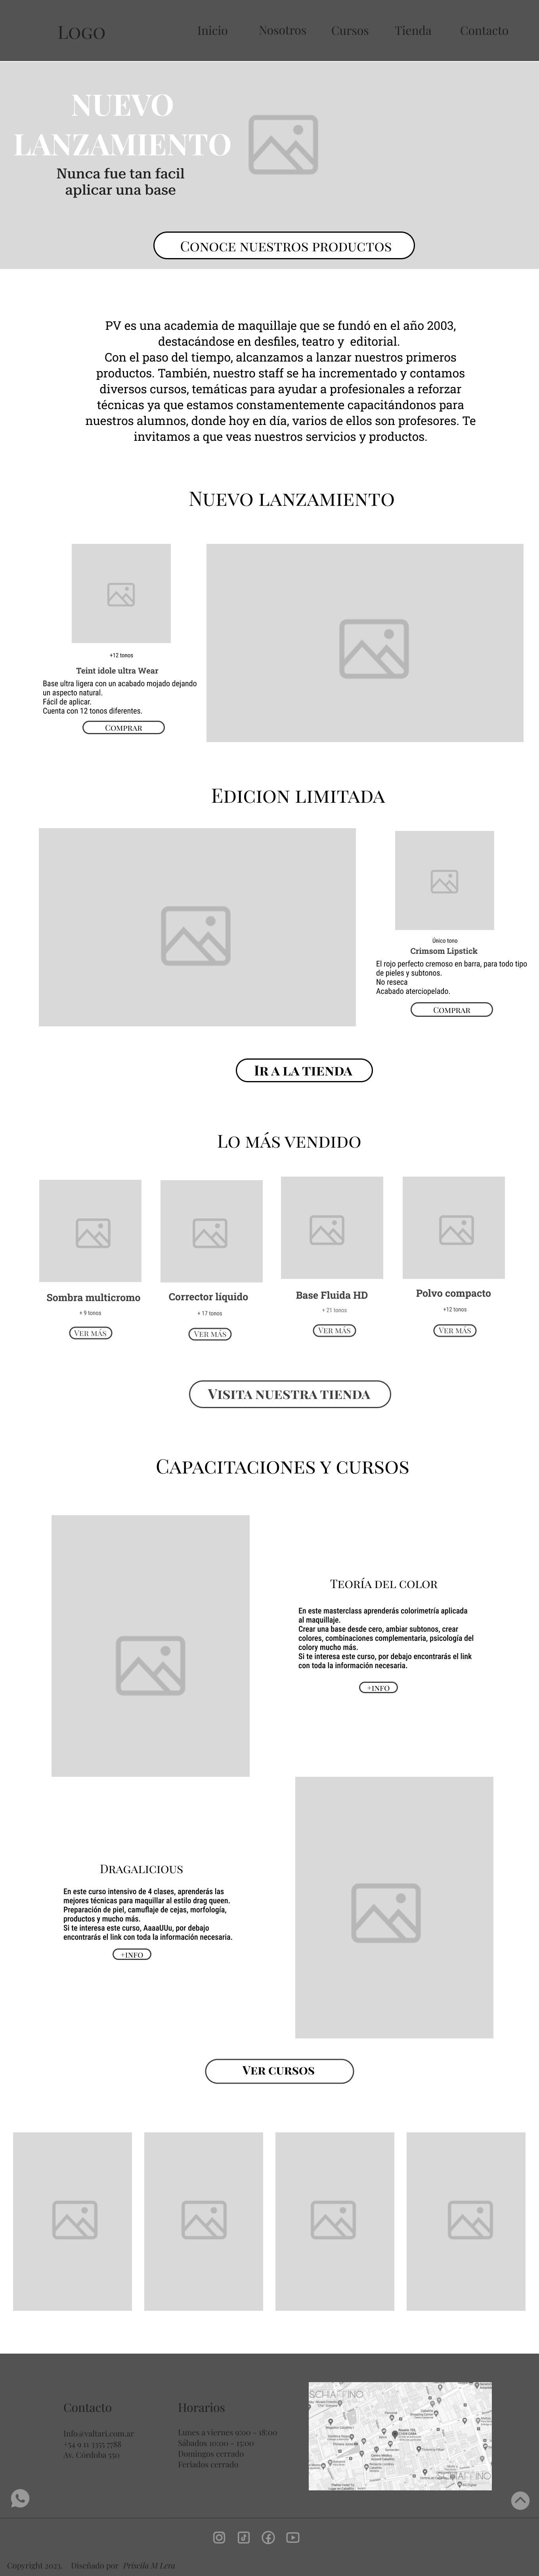 Logo
Inicio Nosotros Cursos Tienda Contacto
NUEVO
LANZAMIENTO
Nunca fue tan facil
aplicar una base
Conoce nuestros productos
PV es una academia de maquillaje que se fundó en el año 2003,
destacándose en desfiles, teatro y editorial.
Con el paso del tiempo, alcanzamos a lanzar nuestros primeros
productos. También, nuestro staff se ha incrementado y contamos
diversos cursos, temáticas para ayudar a profesionales a reforzar
técnicas ya que estamos constantemente capacitándonos para
nuestros alumnos, donde hoy en día, varios de ellos son profesores. Te
invitamos a que veas nuestros servicios y productos.
Nuevo lanzamiento
+12 tonos
Teint idole ultra Wear
Base ultra ligera con un acabado mojado dejando
un aspecto natural.
Fácil de aplicar.
Cuenta con 12 tonos diferentes.
Comprar
Edicion limitada
Único tono
Crimsom Lipstick
El rojo perfecto cremoso en barra, para todo tipo
de pieles y subtonos.
No reseca
Acabado aterciopelado.
Comprar
Ir a la tienda
Lo más vendido
Sombra multicromo
+ 9 tonos
Ver más
Corrector líquido
+ 17 tonos
Ver más
Base Fluida HD
+ 21 tonos
Ver más
Polvo compacto
+12 tonos
Ver más
Visita nuestra tienda
Capacitaciones y cursos
Teoría del color
En este masterclass aprenderás colorimetría aplicada
al maquillaje.
Crear una base desde cero, ambiar subtonos, crear
colores, combinaciones complementaria, psicología del
colory mucho más.
Si te interesa este curso, por debajo encontrarás el link
con toda la información necesaria.
+info
Dragalicious
En este curso intensivo de 4 clases, aprenderás las
mejores técnicas para maquillar al estilo drag queen.
Preparación de piel, camuflaje de cejas, morfología,
productos y mucho más.
Si te interesa este curso, AaaaUUu, por debajo
encontrarás el link con toda la información necesaria.
+info
Ver cursos
Contacto
Info@valtari.com.ar
+54 9 11 3355 7788
Av. Córdoba 550
Horarios
Lunes a viernes 9:00 - 18:00
Sábados 10:00 - 15:00
Domingos cerrado
Feriados cerrado
Copyright 2023. Diseñado por Priscila M Lera